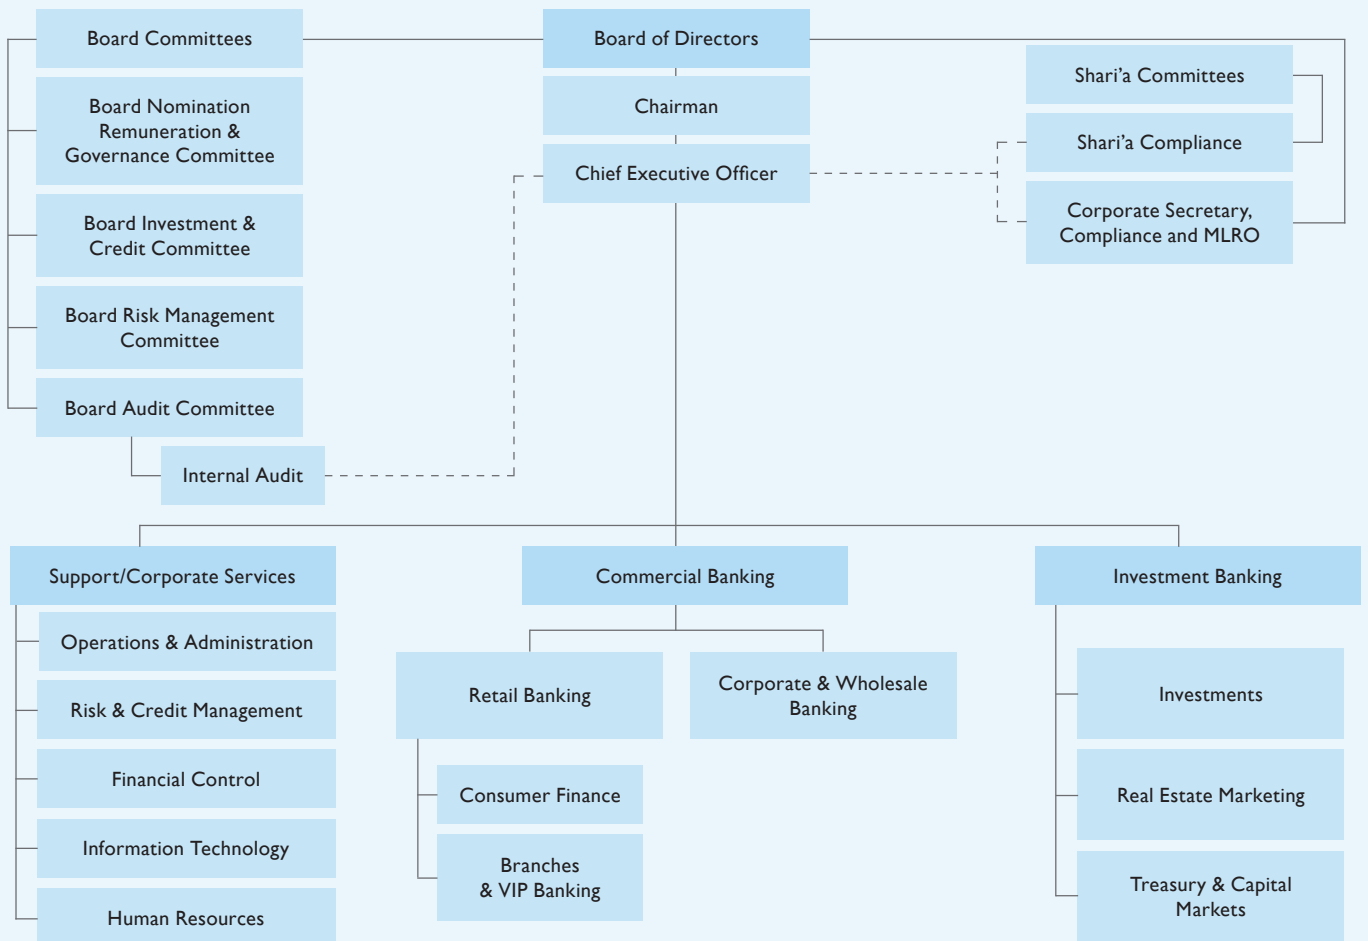 Board Committees
Board of Directors
Shari’a Committees
Board Nomination
Remuneration &
Governance Committee
Chairman
Shari’a Compliance
Chief Executive Officer
Corporate Secretary,
Compliance and MLRO
Board Investment &
Credit Committee
Board Risk Management
Committee
Board Audit Committee
Internal Audit
Support/Corporate Services
Operations & Administration
Risk & Credit Management
Financial Control
Information Technology
Human Resources
Commercial Banking
Retail Banking
Corporate & Wholesale
Banking
Consumer Finance
Branches
& VIP Banking
Investment Banking
Investments
Real Estate Marketing
Treasury & Capital
Markets